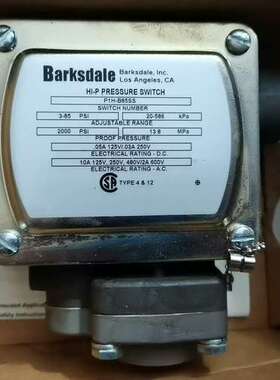 Barksdale
Barksdale, Inc.
Los Angeles, CA
HI-P PRESSURE SWITCH
P1H-B85SS
SWITCH NUMBER
3-85 PSI 20-586 kPa
ADJUSTABLE RANGE
2000 PSI 13.8 MPa
PROOF PRESSURE
.05A 125V/.03A 250V
ELECTRICAL RATING - D.C.
10A 125V, 250V, 480V/2A 600V
ELECTRICAL RATING - A.C.
TYPE 4 & 12